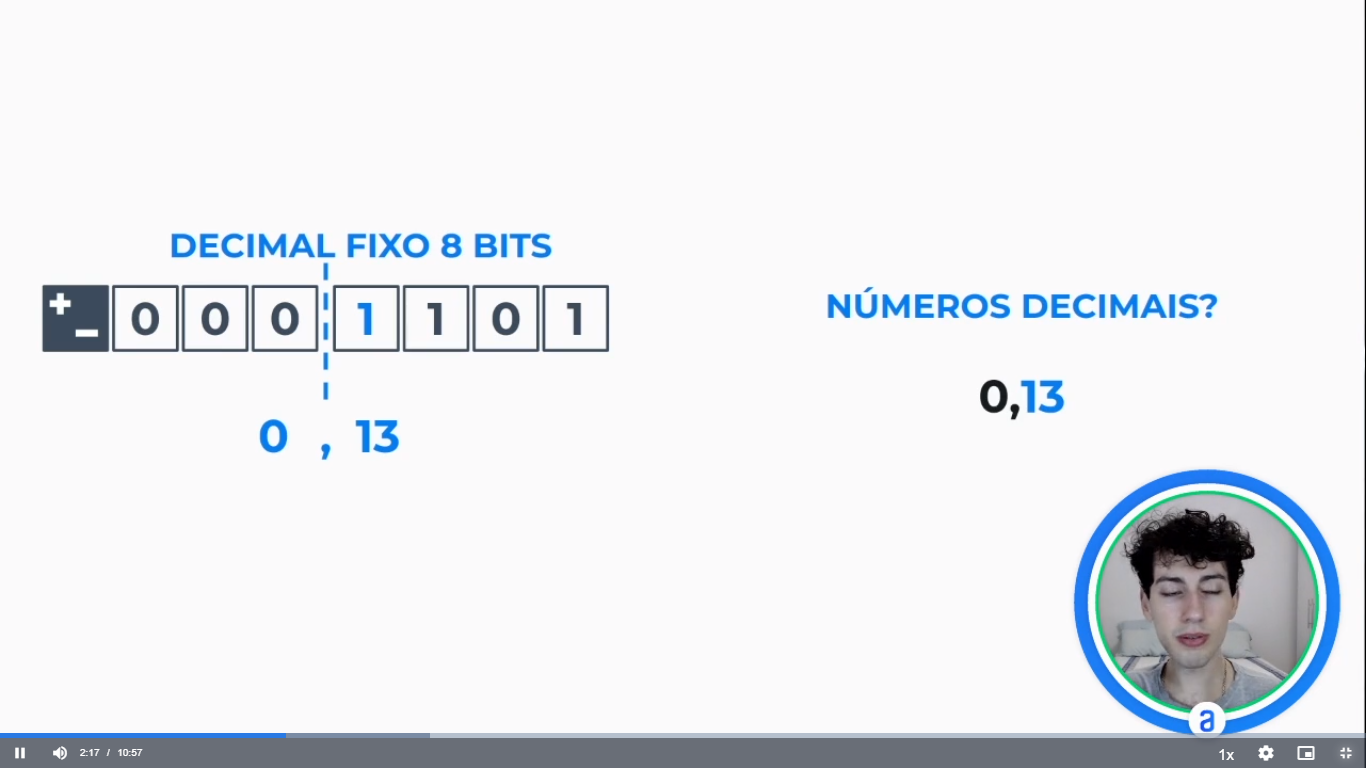 DECIMAL FIXO 8 BITS
+ − 0 0 0 1 1 0 1
0 , 13
NÚMEROS DECIMAIS?
0,13
a
2:17 / 10:57
1x